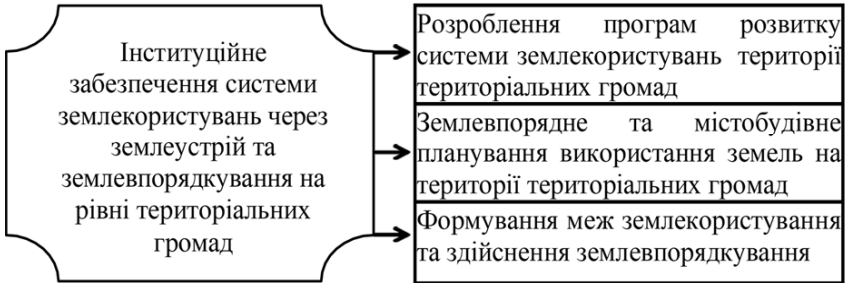 Інституційне
забезпечення системи
землекористувань через
землеустрій та
землевпорядкування на
рівні територіальних
громад
Розроблення програм розвитку
системи землекористувань території
територіальних громад
Землевпорядне та містобудівне
планування використання земель на
території територіальних громад
Формування меж землекористування
та здійснення землевпорядкування